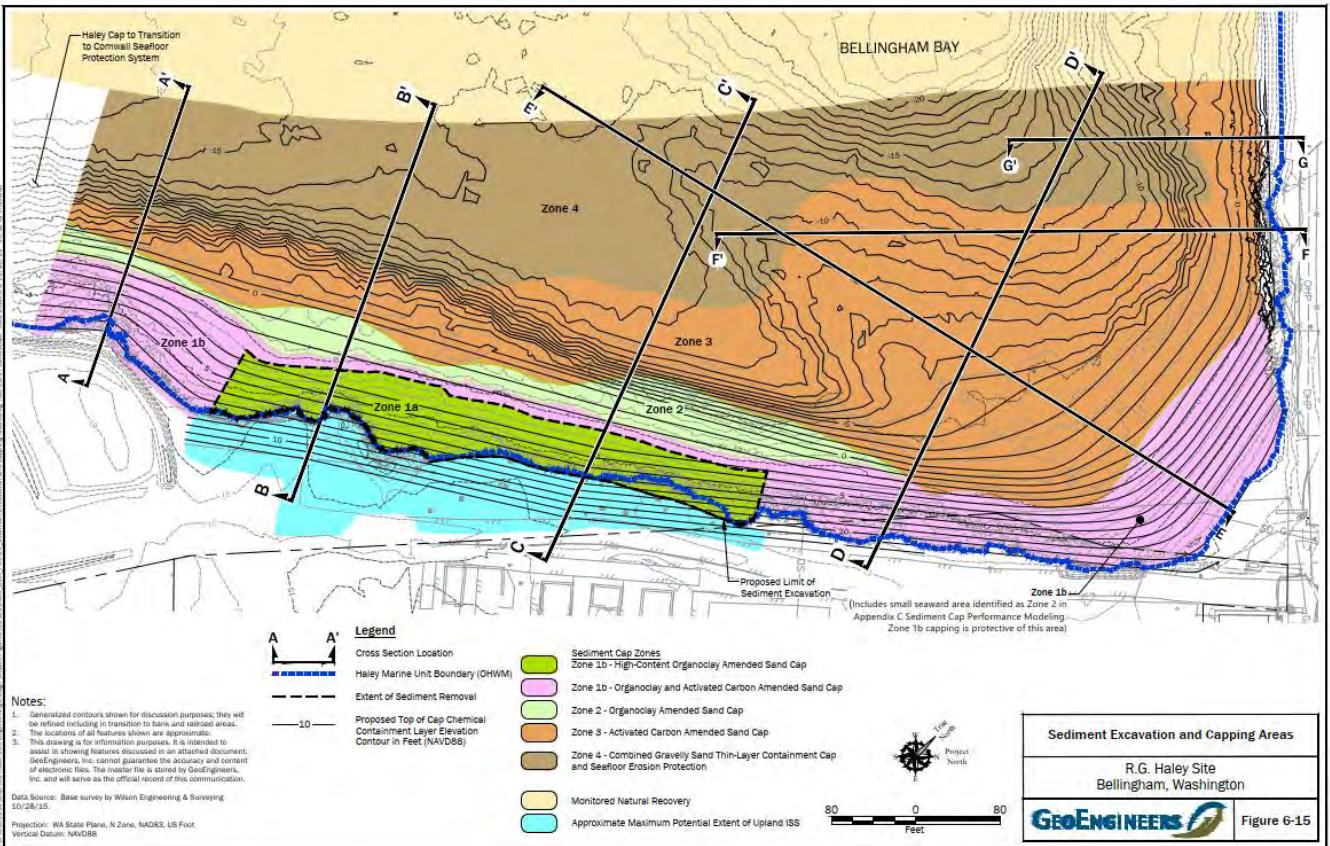 Haley Cap to Transition
to Cornwall Seafloor
Protection System
BELLINGHAM BAY
A'
B'
E'
C'
D'
G'
G
F'
F
-15
-20
-15
-10
Zone 4
Zone 3
Zone 1b
Zone 1a
Zone 2
0
0
0
5
10
10
A
B
C
D
E
Proposed Limit of
Sediment Excavation
Zone 1b
(Includes small seaward area identified as Zone 2 in
Appendix C Sediment Cap Performance Modeling.
Zone 1b capping is protective of this area)
Legend
A A'
Cross Section Location
Haley Marine Unit Boundary (OHWM)
Extent of Sediment Removal
10
Proposed Top of Cap Chemical
Containment Layer Elevation
Contour in Feet (NAVD88)
Sediment Cap Zones
Zone 1b - High-Content Organoclay Amended Sand Cap
Zone 1b - Organoclay and Activated Carbon Amended Sand Cap
Zone 2 - Organoclay Amended Sand Cap
Zone 3 - Activated Carbon Amended Sand Cap
Zone 4 - Combined Gravelly Sand Thin-Layer Containment Cap
and Seafloor Erosion Protection
Monitored Natural Recovery
Approximate Maximum Potential Extent of Upland ISS
Notes:
1. Generalized contours shown for discussion purposes; they will
be refined including in transition to bank and railroad areas.
2. The locations of all features shown are approximate.
3. This drawing is for information purposes. It is intended to
assist in showing features discussed in an attached document.
GeoEngineers, Inc. cannot guarantee the accuracy and content
of electronic files. The master file is stored by GeoEngineers,
Inc. and will serve as the official record of this communication.
Data Source: Base survey by Wilson Engineering & Surveying
10/28/15.
Projection: WA State Plane, N Zone, NAD83, US Foot
Vertical Datum: NAVD88
True
North
Project
North
80 0 80
Feet
Sediment Excavation and Capping Areas
R.G. Haley Site
Bellingham, Washington
GEOENGINEERS
Figure 6-15